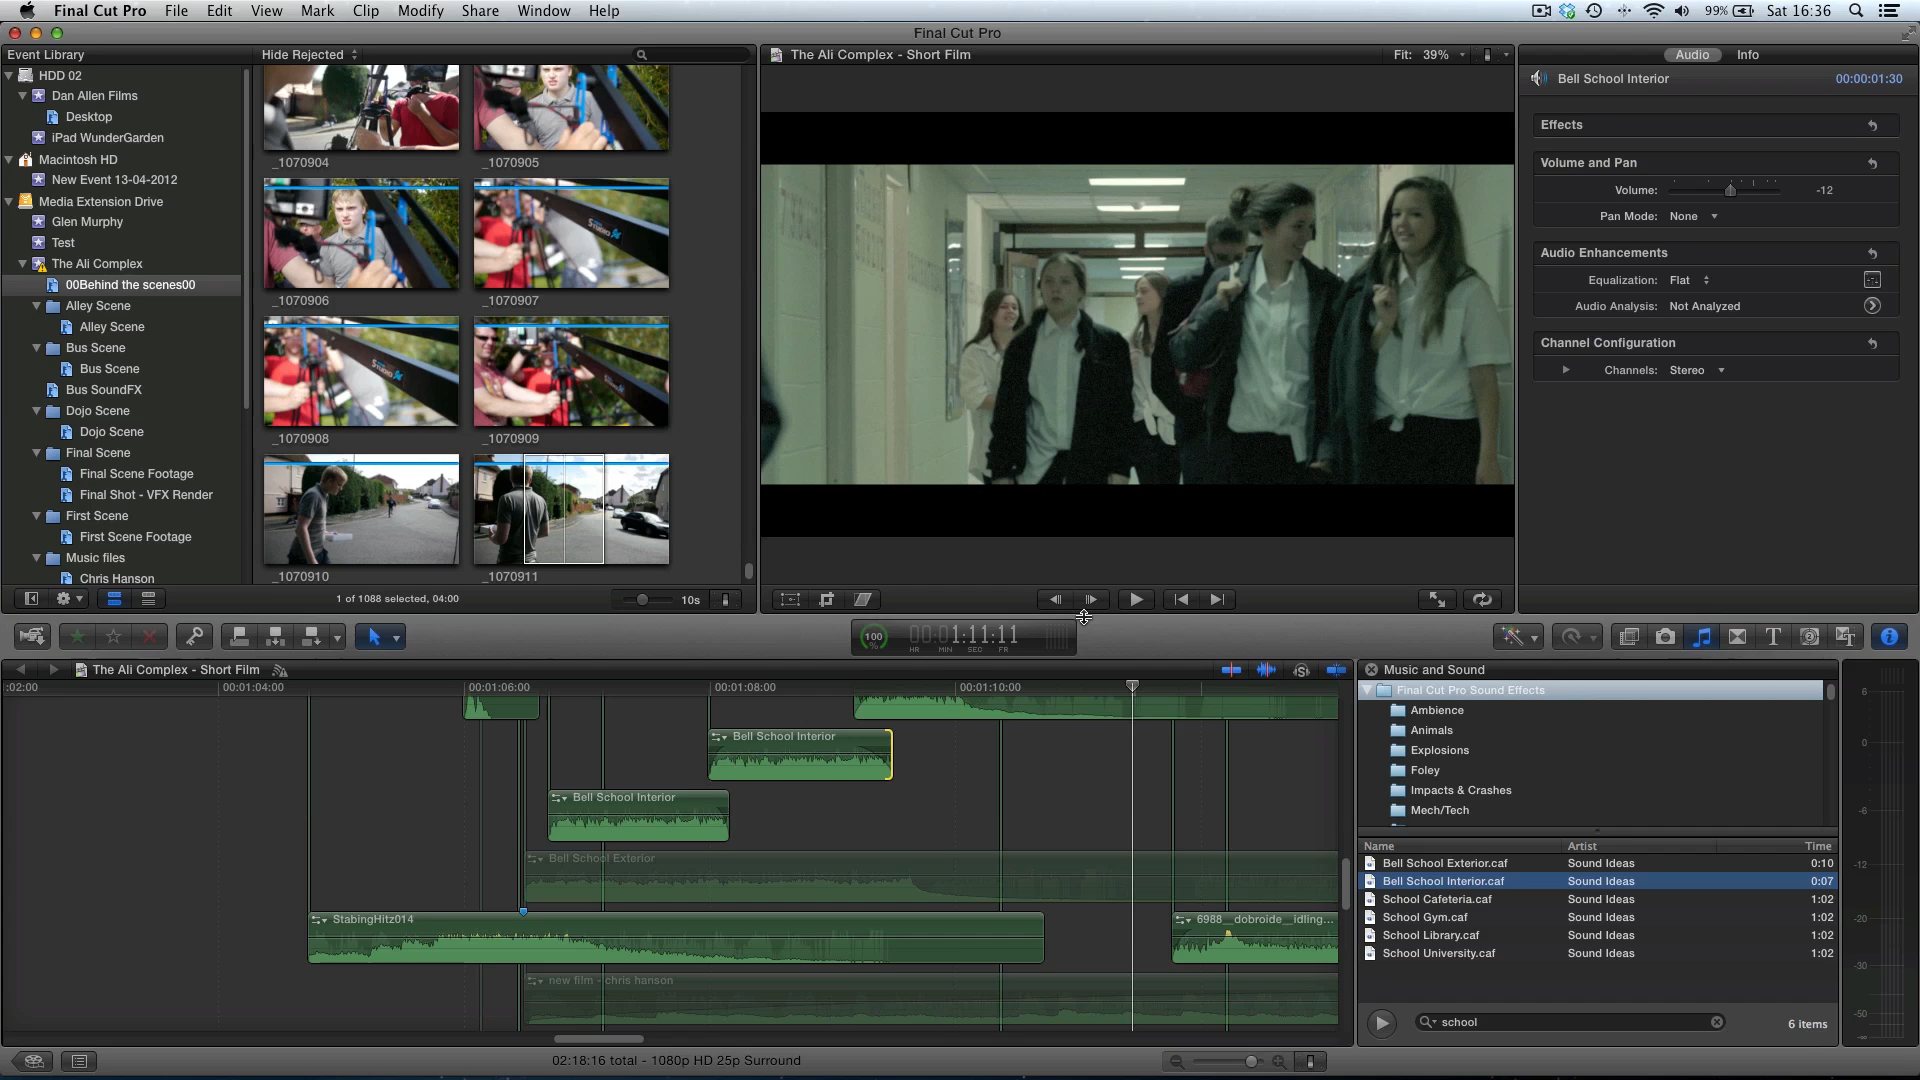 Final Cut Pro File Edit View Mark Clip Modify Share Window Help 99% Sat 16:36
Final Cut Pro
Event Library
HDD 02
Dan Allen Films
Desktop
iPad WunderGarden
Macintosh HD
New Event 13-04-2012
Media Extension Drive
Glen Murphy
Test
The Ali Complex
00Behind the scenes00
Alley Scene
Alley Scene
Bus Scene
Bus Scene
Bus SoundFX
Dojo Scene
Dojo Scene
Final Scene
Final Scene Footage
Final Shot - VFX Render
First Scene
First Scene Footage
Music files
Chris Hanson
Hide Rejected
_1070904 _1070905
_1070906 _1070907
_1070908 _1070909
_1070910 _1070911
1 of 1088 selected, 04:00
10s
The Ali Complex - Short Film
Fit: 39%
Audio Info
Bell School Interior 00:00:01:30
Effects
Volume and Pan
Volume: -12
Pan Mode: None
Audio Enhancements
Equalization: Flat
Audio Analysis: Not Analyzed
Channel Configuration
Channels: Stereo
100 %
00:01:11:11
HR MIN SEC FR
The Ali Complex - Short Film
:02:00 00:01:04:00 00:01:06:00 00:01:08:00 00:01:10:00
Bell School Interior
Bell School Interior
Bell School Exterior
StabingHitz014
6988__dobroide__idling...
new film - chris hanson
02:18:16 total - 1080p HD 25p Surround
Music and Sound
Final Cut Pro Sound Effects
Ambience
Animals
Explosions
Foley
Impacts & Crashes
Mech/Tech
Name Artist Time
Bell School Exterior.caf Sound Ideas 0:10
Bell School Interior.caf Sound Ideas 0:07
School Cafeteria.caf Sound Ideas 1:02
School Gym.caf Sound Ideas 1:02
School Library.caf Sound Ideas 1:02
School University.caf Sound Ideas 1:02
school
6 items
6
0
-6
-12
-20
-30
-50
-∞